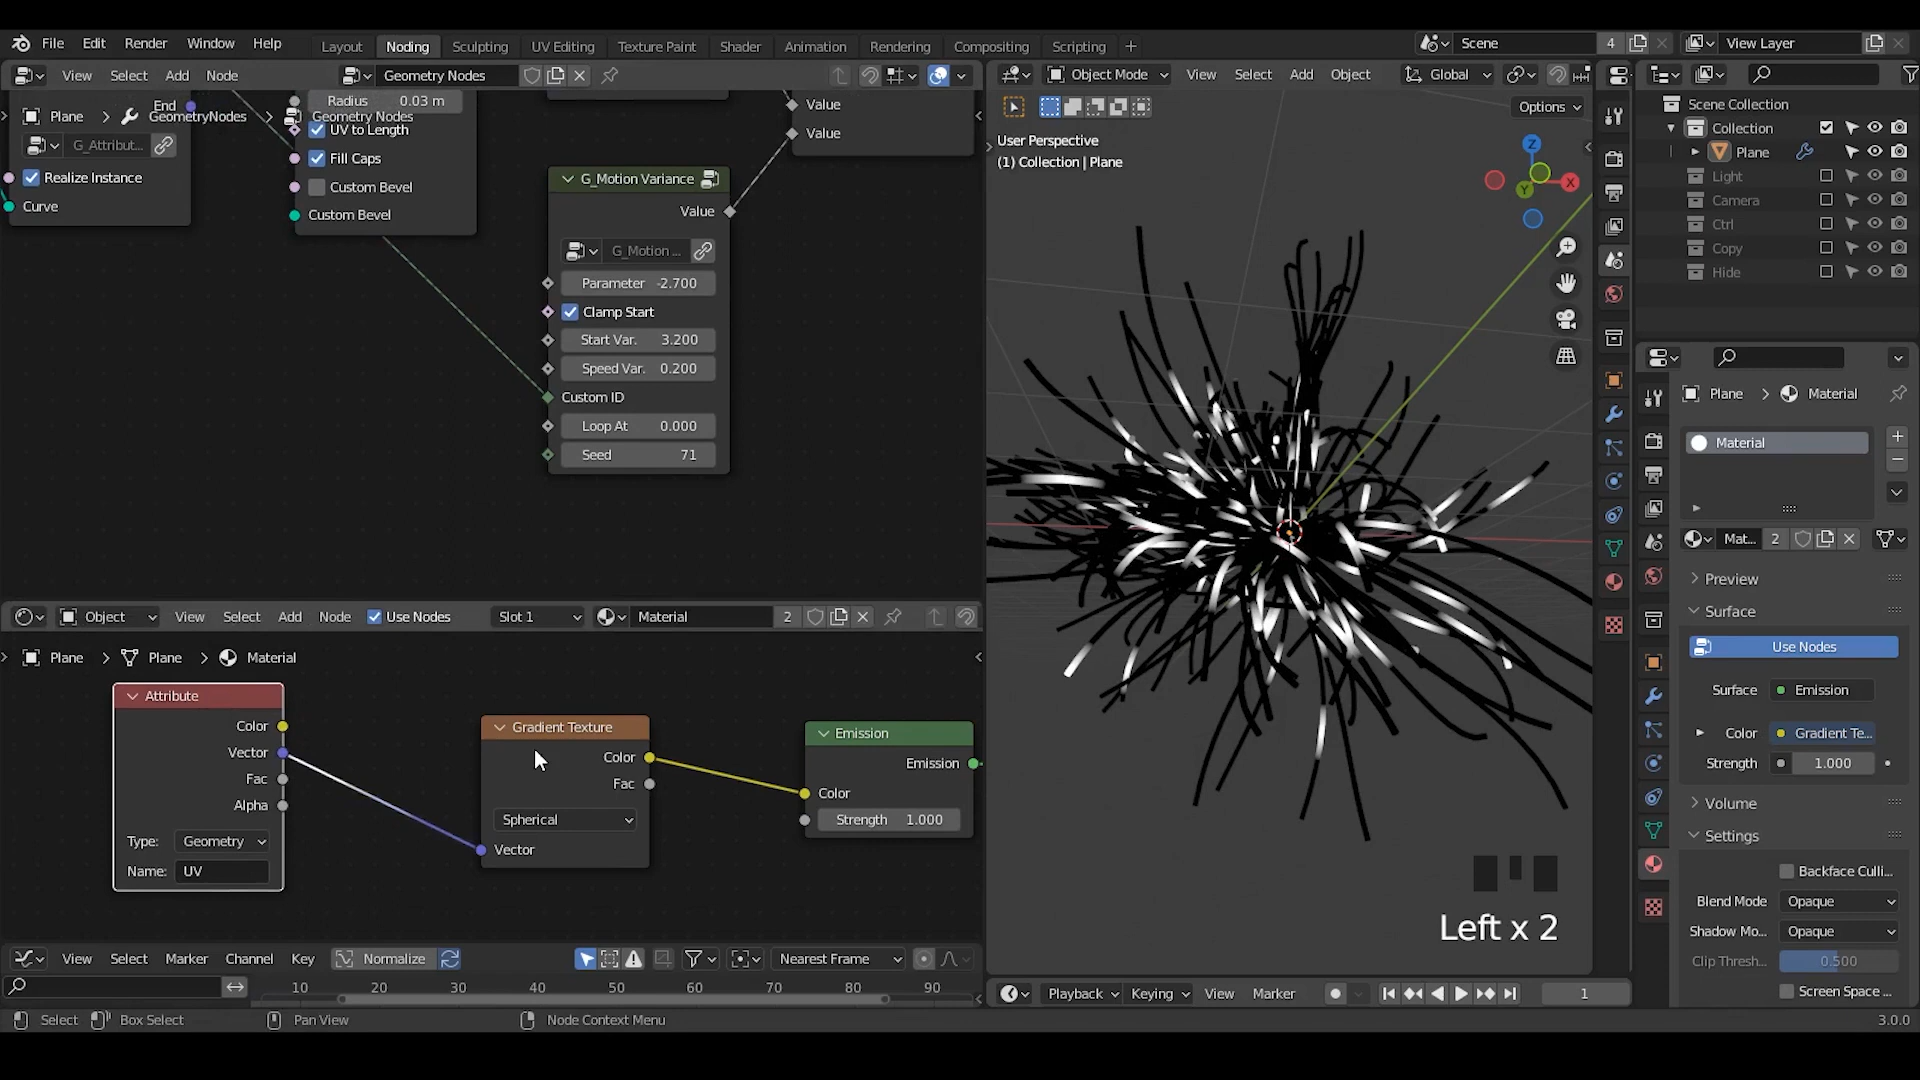 File Edit Render Window Help
Layout Noding Sculpting UV Editing Texture Paint Shader Animation Rendering Compositing Scripting +
Scene 4 View Layer
View Select Add Node Geometry Nodes
Object Mode View Select Add Object Global
Options
Plane GeometryNodes Geometry Nodes
End
G_Attribut...
Realize Instance
Curve
Radius 0.03 m
UV to Length
Fill Caps
Custom Bevel
Custom Bevel
Value
Value
G_Motion Variance
Value
G_Motion ...
Parameter -2.700
Clamp Start
Start Var. 3.200
Speed Var. 0.200
Custom ID
Loop At 0.000
Seed 71
User Perspective
(1) Collection | Plane
Z
X
Y
Left x 2
Scene Collection
Collection
Plane
Light
Camera
Ctrl
Copy
Hide
Plane > Material
Material
Mat... 2
Preview
Surface
Use Nodes
Surface Emission
Color Gradient Te...
Strength 1.000
Volume
Settings
Backface Culli...
Blend Mode Opaque
Shadow Mo... Opaque
Clip Thresh... 0.500
Screen Space ...
Object View Select Add Node Use Nodes Slot 1 Material 2
Plane > Plane > Material
Attribute
Color
Vector
Fac
Alpha
Type: Geometry
Name: UV
Gradient Texture
Color
Fac
Spherical
Vector
Emission
Emission
Color
Strength 1.000
View Select Marker Channel Key Normalize Nearest Frame
10 20 30 40 50 60 70 80 90
Playback Keying View Marker 1
Select Box Select Pan View Node Context Menu 3.0.0